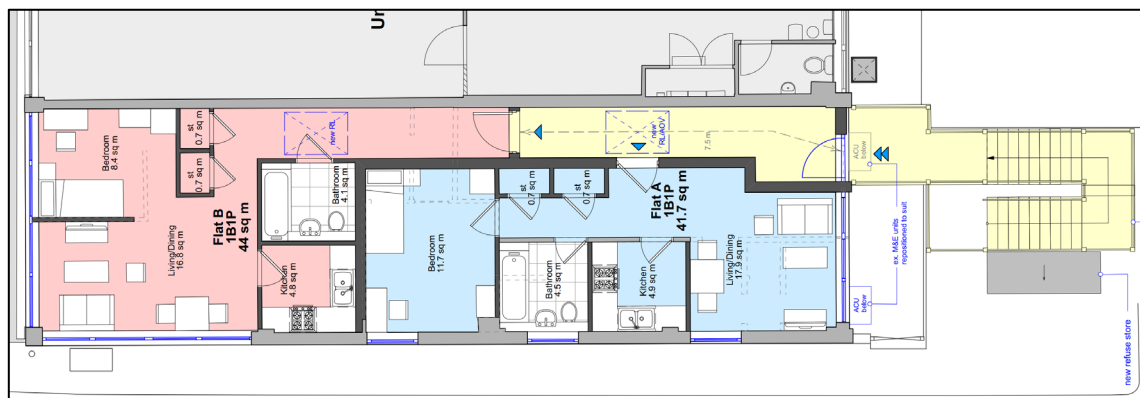 Ur
Bedroom
8.4 sq m
st
0.7 sq m
st
0.7 sq m
new RL
Bathroom
4.1 sq m
Flat B
1B1P
44 sq m
Living/Dining
16.8 sq m
Kitchen
4.8 sq m
Bedroom
11.7 sq m
st
0.7 sq m
st
0.7 sq m
Bathroom
4.5 sq m
Kitchen
4.9 sq m
Flat A
1B1P
41.7 sq m
Living/Dining
17.9 sq m
new
RL/AOV
7.5 m
ACU
below
ACU
below
ex. M&E units
repositioned to suit
new refuse store